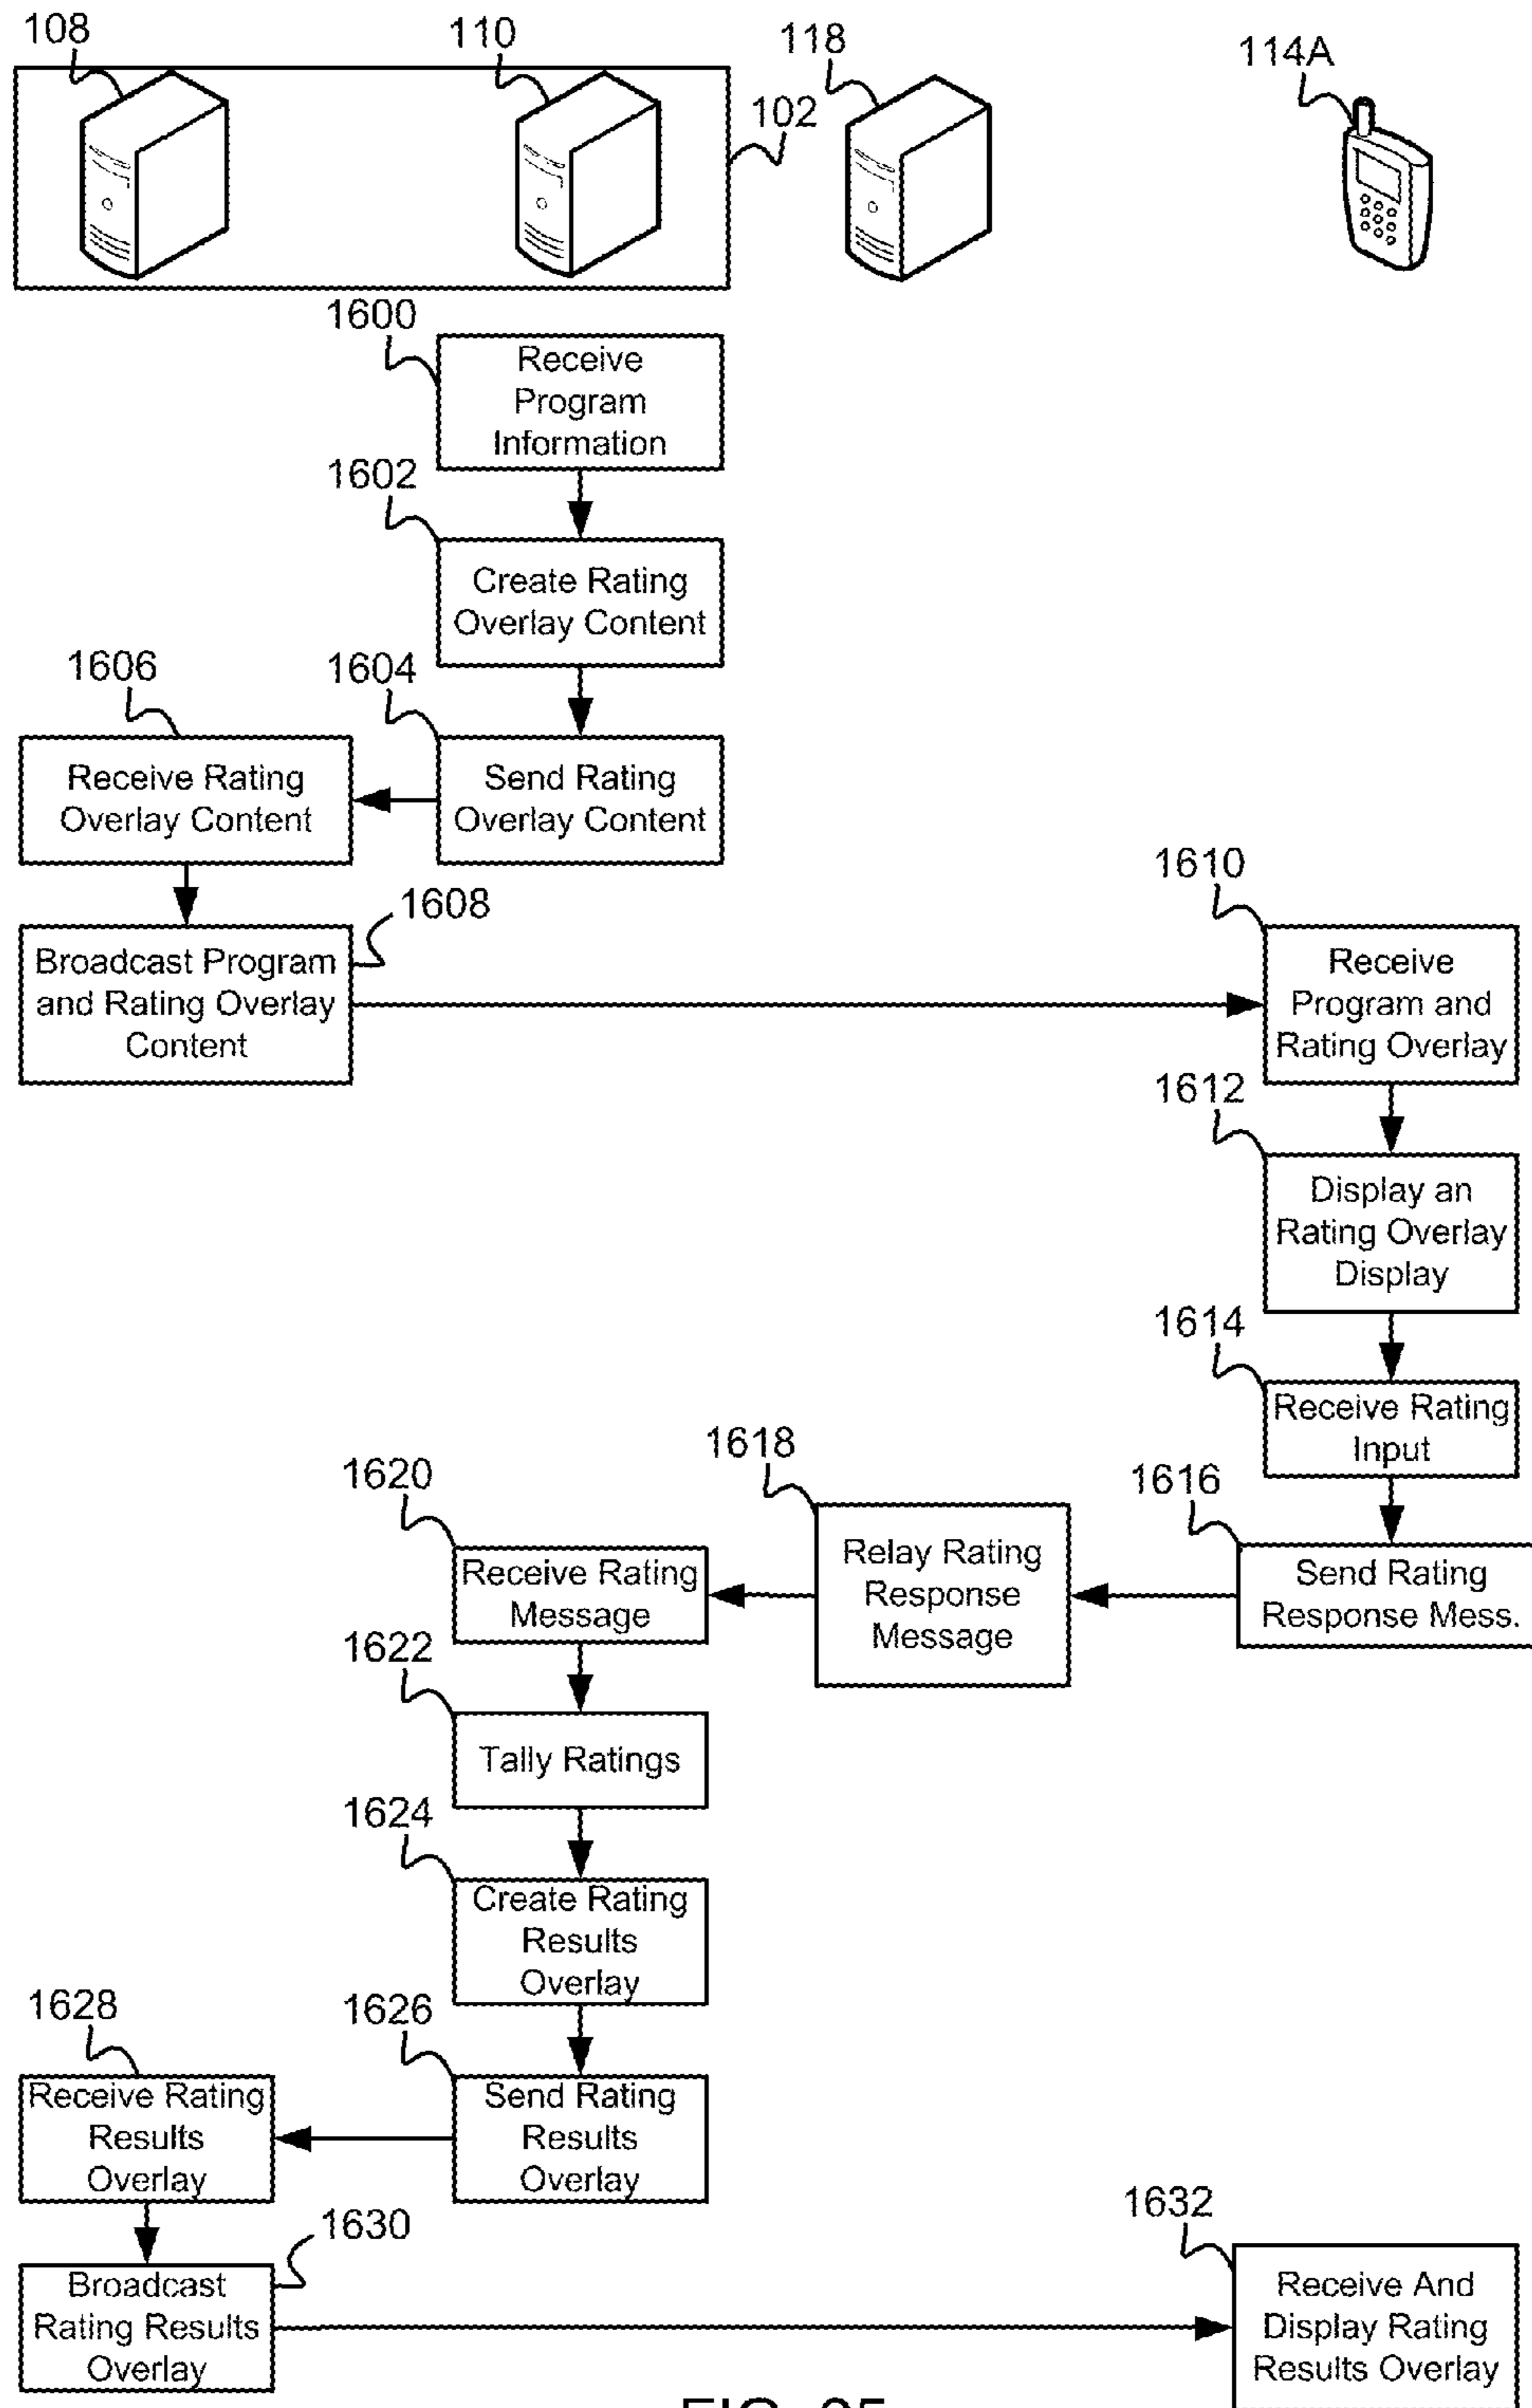 108
110
118
114A
102
1600
Receive
Program
Information
1602
Create Rating
Overlay Content
1606
1604
Receive Rating
Overlay Content
Send Rating
Overlay Content
1608
1610
Broadcast Program
and Rating Overlay
Content
Receive
Program and
Rating Overlay
1612
Display an
Rating Overlay
Display
1614
Receive Rating
Input
1618
1620
1616
Relay Rating
Response
Message
Receive Rating
Message
Send Rating
Response Mess.
1622
Tally Ratings
1624
Create Rating
Results
Overlay
1628
1626
Receive Rating
Results
Overlay
Send Rating
Results
Overlay
1630
1632
Broadcast
Rating Results
Overlay
Receive And
Display Rating
Results Overlay